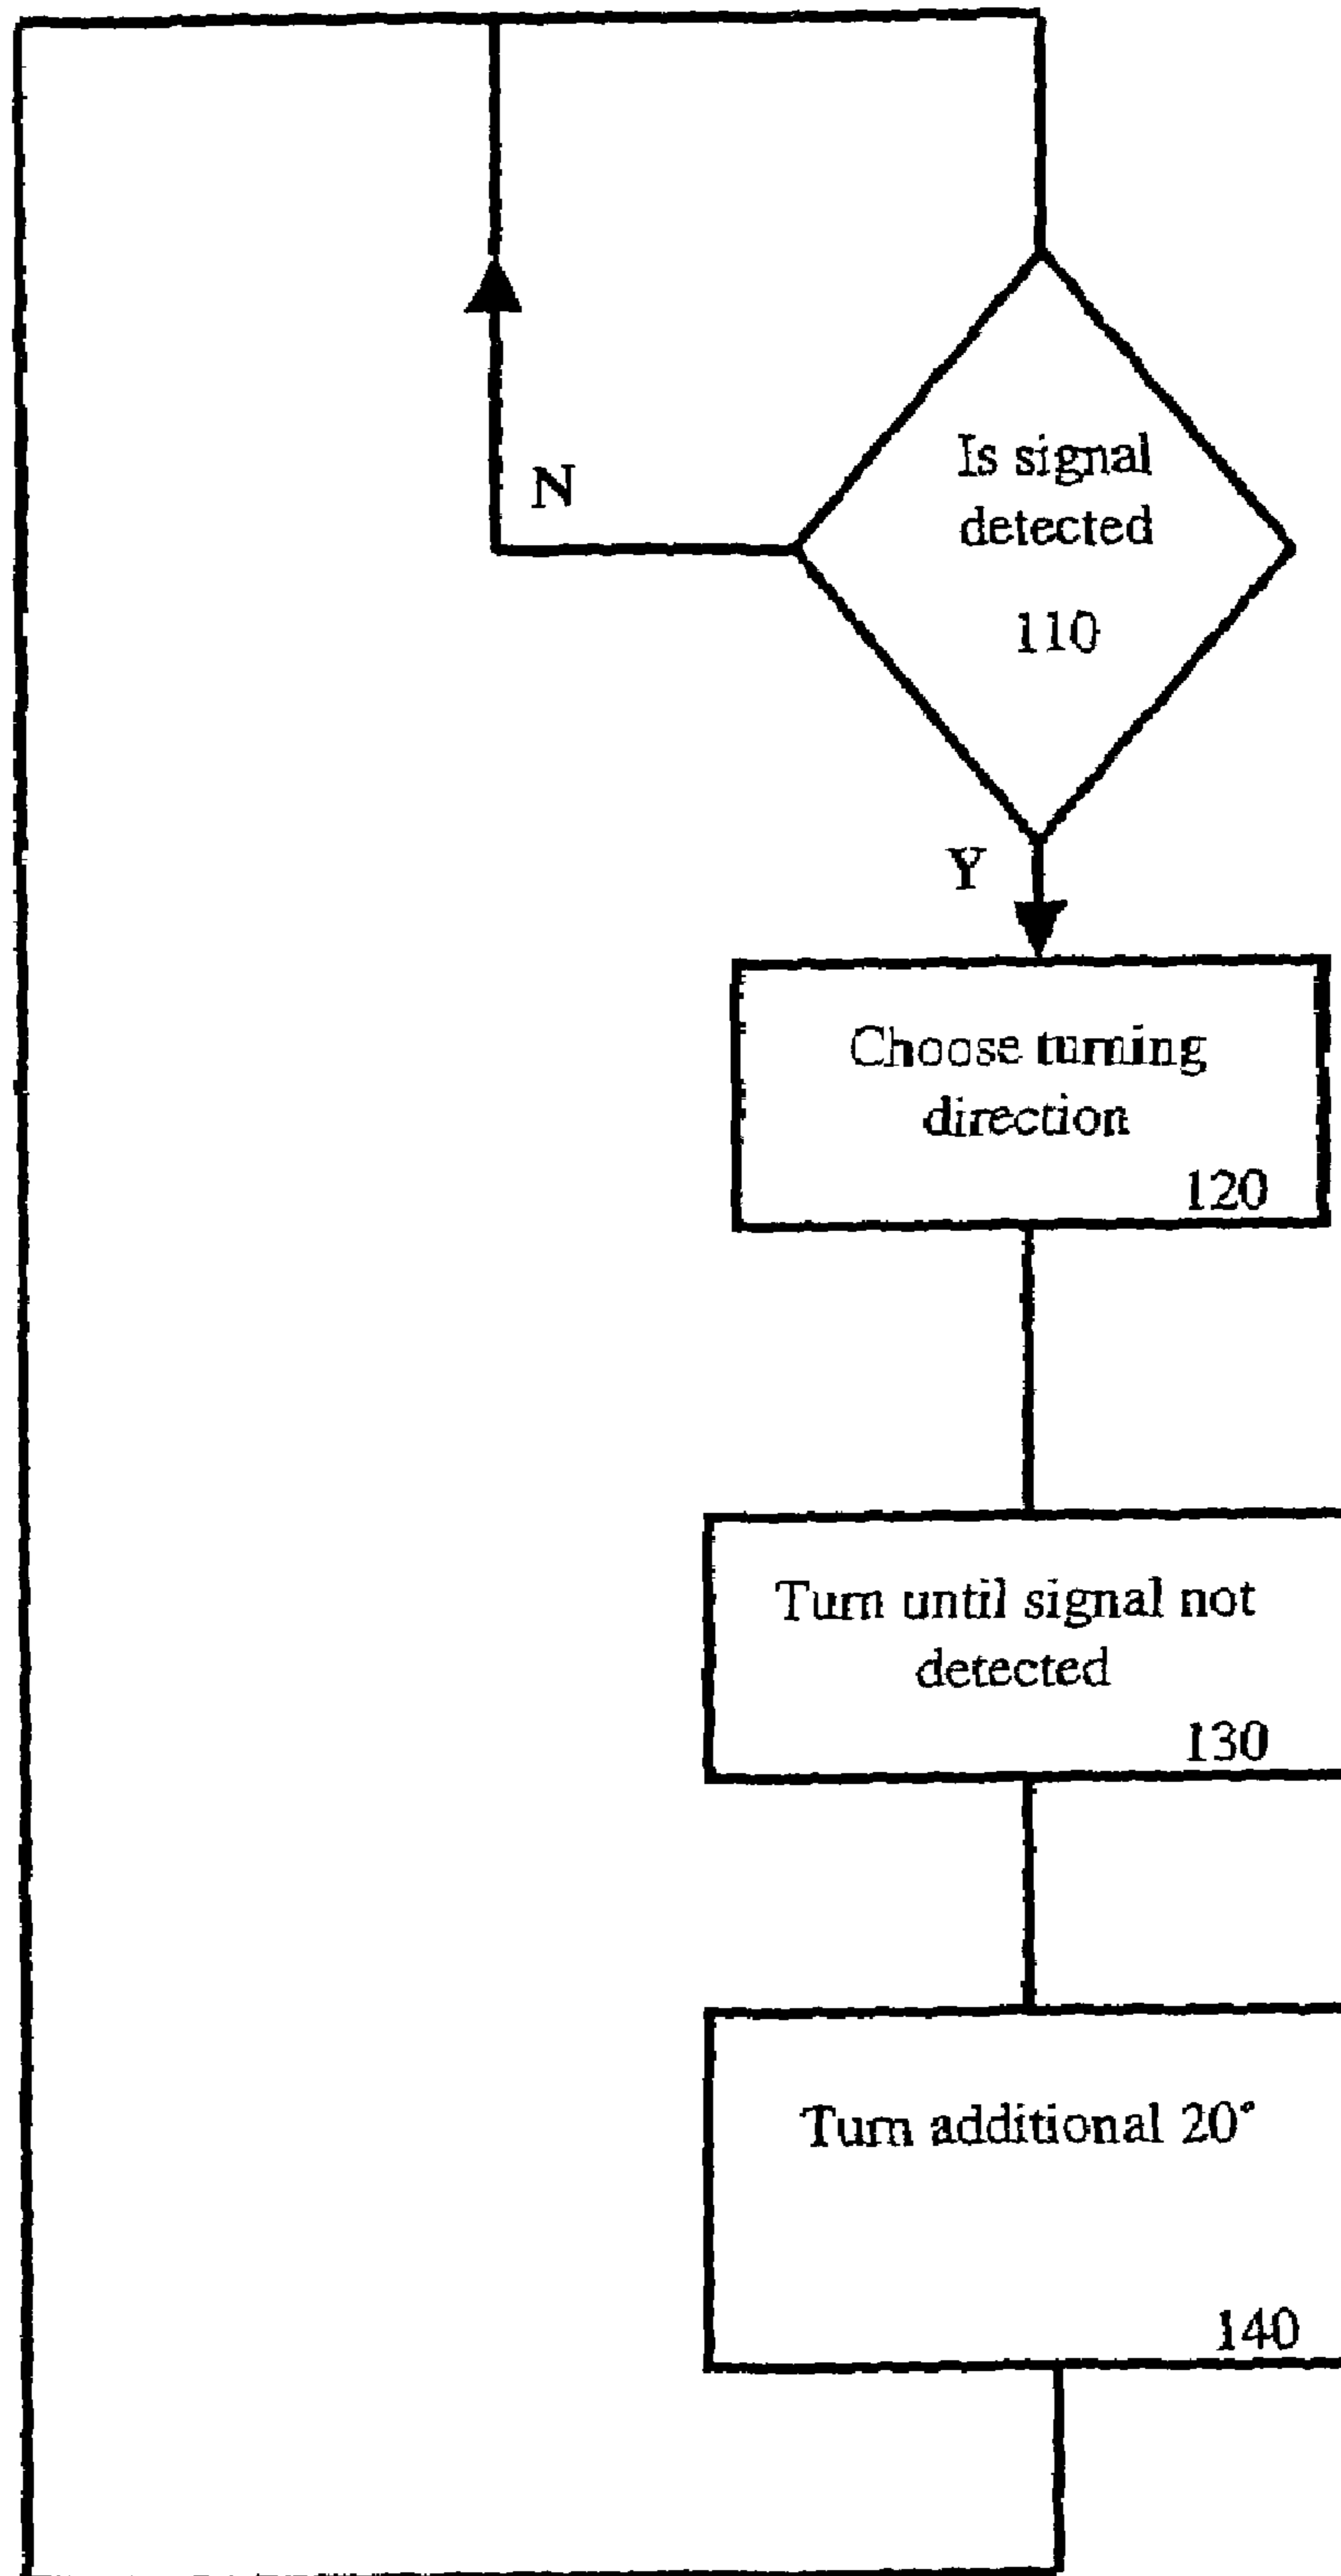 Is signal
detected
110
N
Y
Choose turning
direction
120
Turn until signal not
detected
130
Turn additional 20°
140